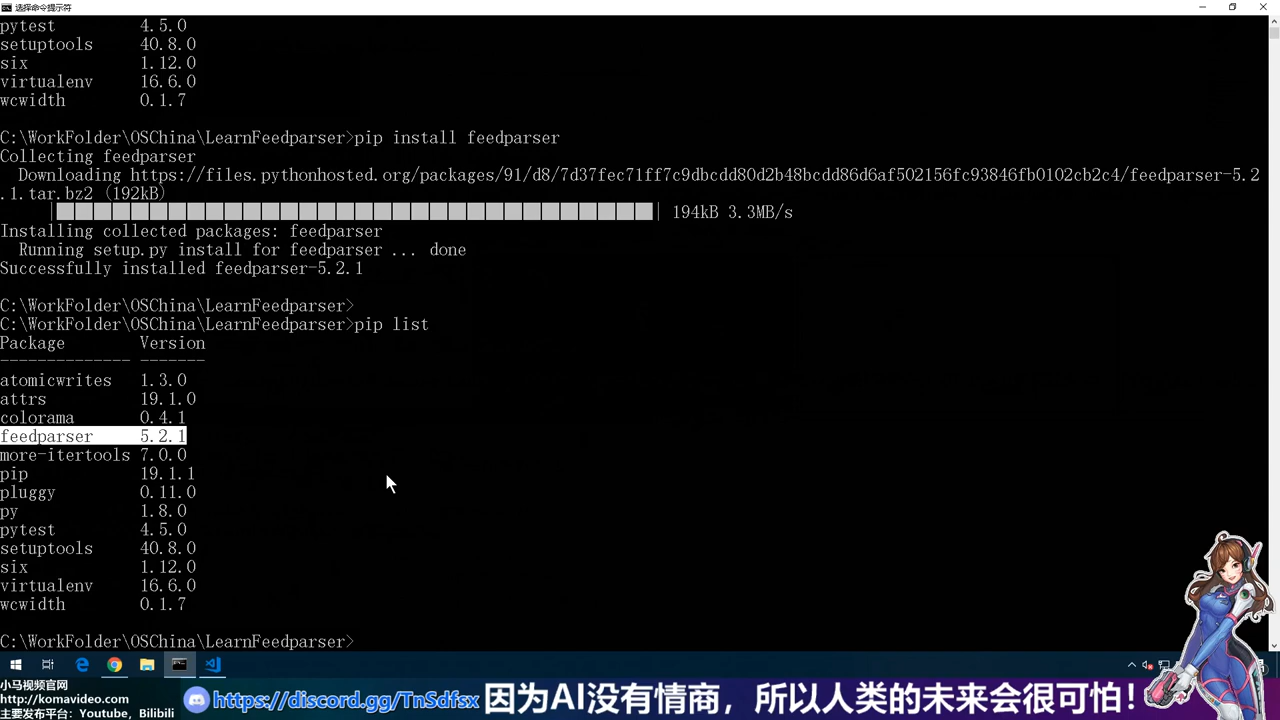 选择命令提示符
pytest 4.5.0
setuptools 40.8.0
six 1.12.0
virtualenv 16.6.0
wcwidth 0.1.7
C:\WorkFolder\OSChina\LearnFeedparser>pip install feedparser
Collecting feedparser
Downloading https://files.pythonhosted.org/packages/91/d8/7d37fec71ff7c9dbcdd80d2b48bcdd86d6af502156fc93846fb0102cb2c4/feedparser-5.2
.1.tar.bz2 (192kB)
194kB 3.3MB/s
Installing collected packages: feedparser
Running setup.py install for feedparser ... done
Successfully installed feedparser-5.2.1
C:\WorkFolder\OSChina\LearnFeedparser>
C:\WorkFolder\OSChina\LearnFeedparser>pip list
Package Version
-------------- -------
atomicwrites 1.3.0
attrs 19.1.0
colorama 0.4.1
feedparser 5.2.1
more-itertools 7.0.0
pip 19.1.1
pluggy 0.11.0
py 1.8.0
pytest 4.5.0
setuptools 40.8.0
six 1.12.0
virtualenv 16.6.0
wcwidth 0.1.7
C:\WorkFolder\OSChina\LearnFeedparser>
小马视频官网
http://komavideo.com
主要发布平台: Youtube, Bilibili
https://discord.gg/TnSdfsx 因为AI没有情商，所以人类的未来会很可怕!